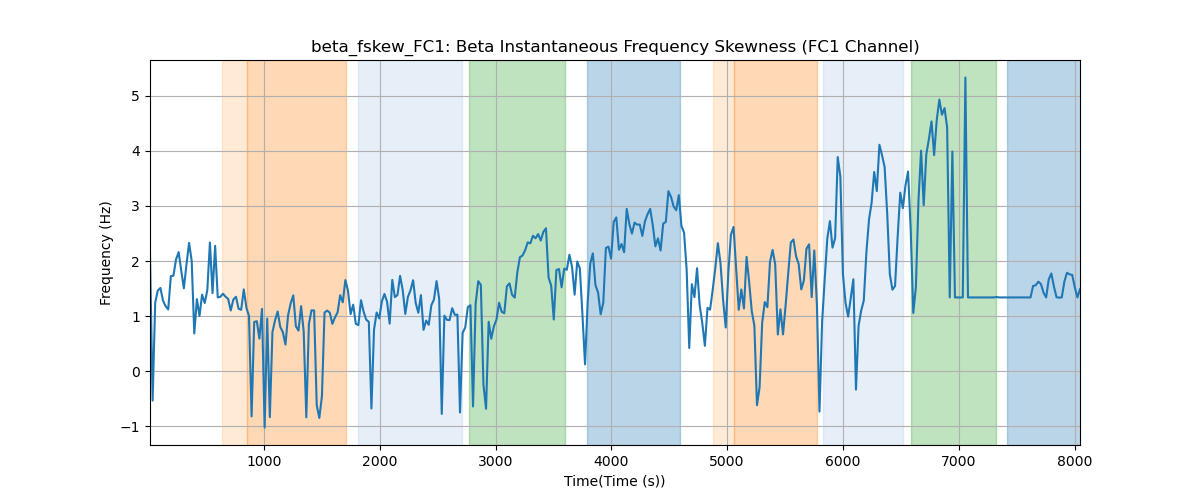 beta_fskew_FC1: Beta Instantaneous Frequency Skewness (FC1 Channel)
Frequency (Hz)
5
4
3
2
1
0
−1
1000 2000 3000 4000 5000 6000 7000 8000
Time(Time (s))